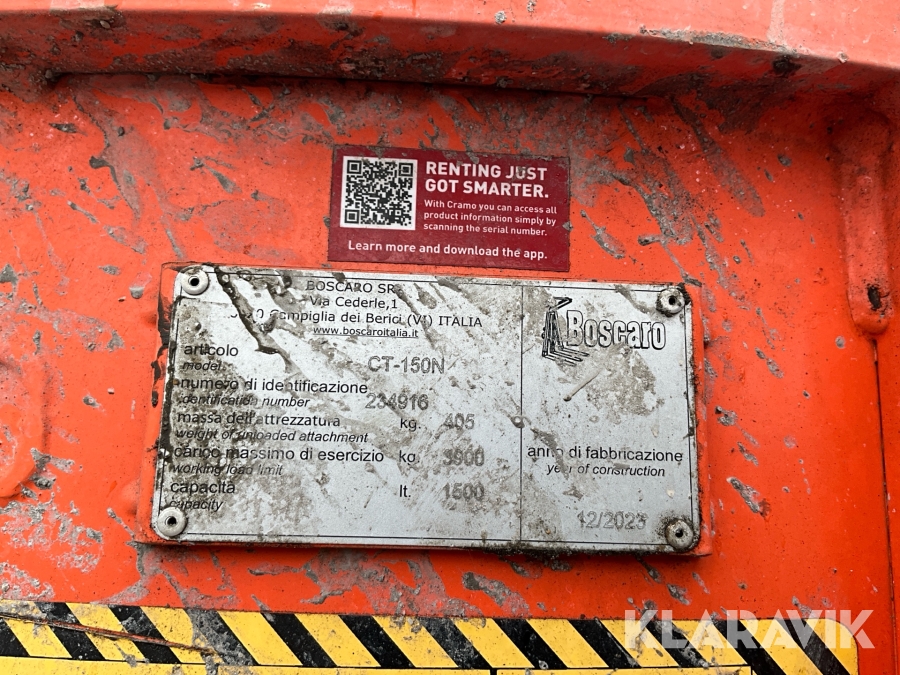 RENTING JUST
GOT SMARTER.
With Cramo you can access all
product information simply by
scanning the serial number.
Learn more and download the app.
BOSCARO
Via Cederle,1
Campiglia dei Berici (VI) ITALIA
www.boscaroitalia.it
Boscaro
articolo
model
CT-150N
numero di identificazione
identification number
234916
massa dell'attrezzatura kg. 405
weight of unloaded attachment
carico massimo di esercizio kg. 3900
working load limit
capacità lt. 1500
capacity
anno di fabbricazione
year of construction
12/2023
KLARAVIK